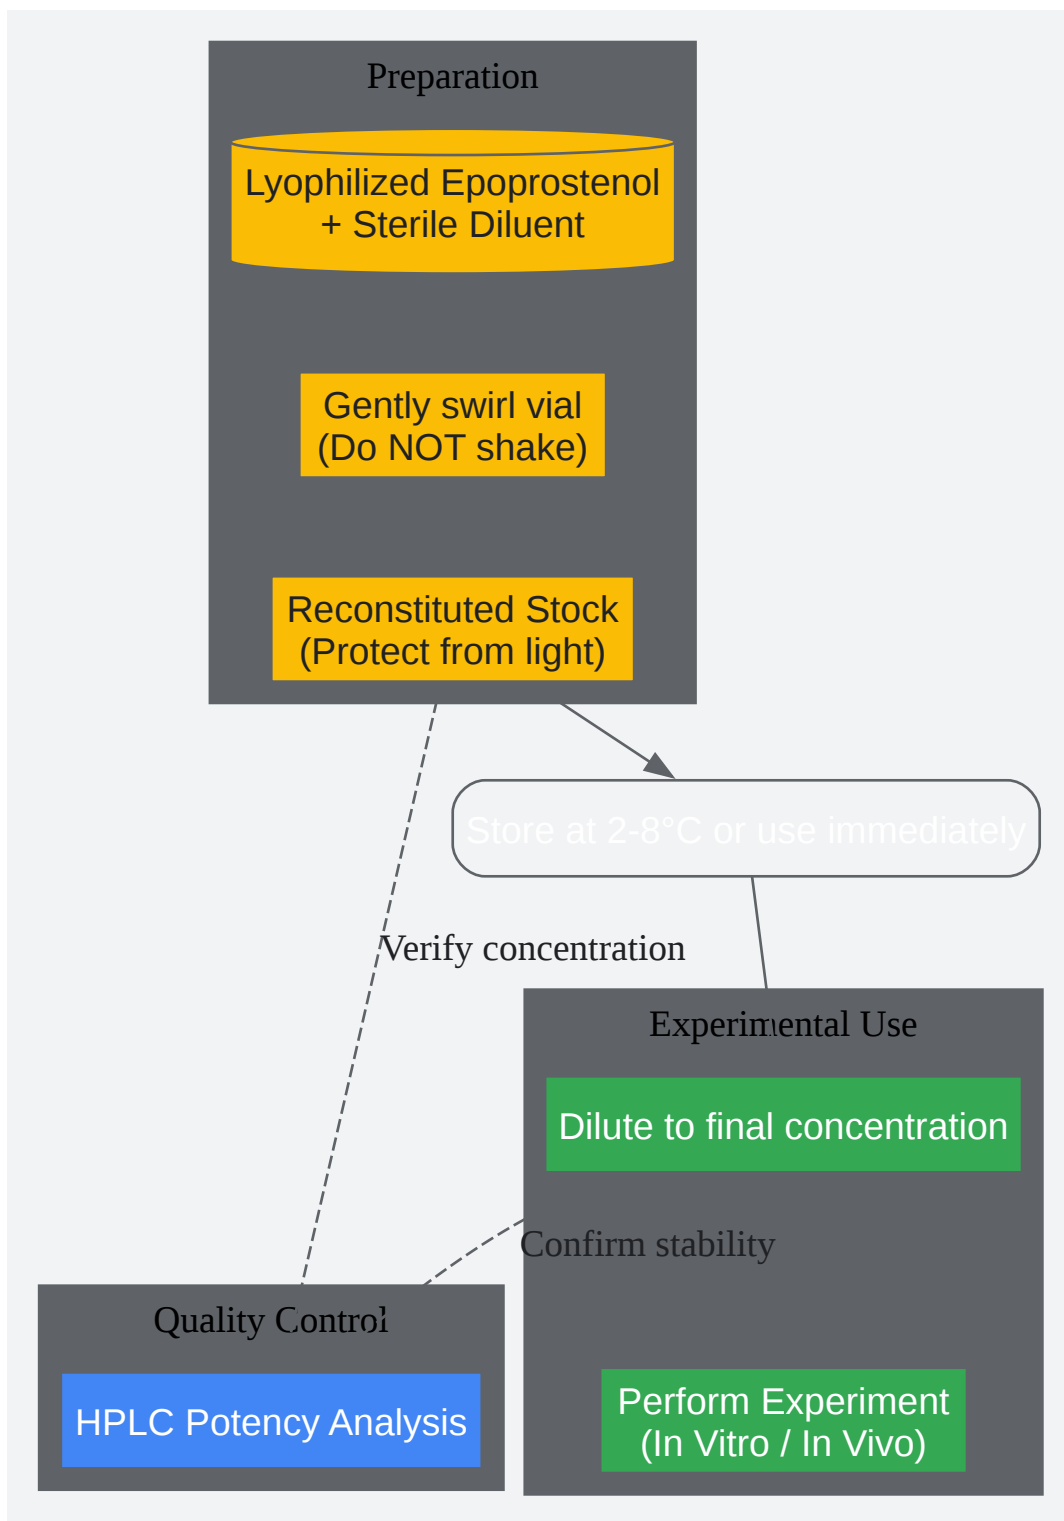 Preparation
Lyophilized Epoprostenol
+ Sterile Diluent
Gently swirl vial
(Do NOT shake)
Reconstituted Stock
(Protect from light)
Store at 2-8°C or use immediately
Verify concentration
Experimental Use
Dilute to final concentration
Confirm stability
Quality Control
HPLC Potency Analysis
Perform Experiment
(In Vitro / In Vivo)